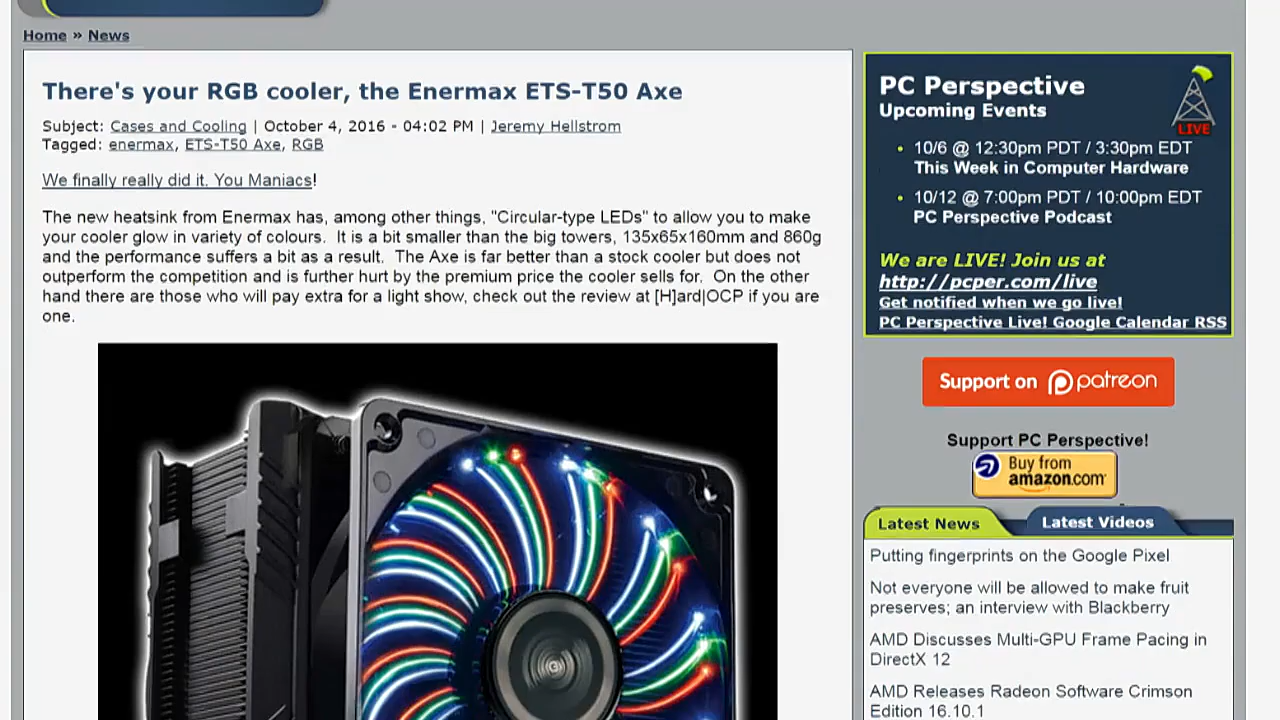 Home » News
There's your RGB cooler, the Enermax ETS-T50 Axe
Subject: Cases and Cooling | October 4, 2016 - 04:02 PM | Jeremy Hellstrom
Tagged: enermax, ETS-T50 Axe, RGB
We finally really did it. You Maniacs!
The new heatsink from Enermax has, among other things, "Circular-type LEDs" to allow you to make
your cooler glow in variety of colours.  It is a bit smaller than the big towers, 135x65x160mm and 860g
and the performance suffers a bit as a result.  The Axe is far better than a stock cooler but does not
outperform the competition and is further hurt by the premium price the cooler sells for.  On the other
hand there are those who will pay extra for a light show, check out the review at [H]ard|OCP if you are
one.
PC Perspective
Upcoming Events
LIVE
10/6 @ 12:30pm PDT / 3:30pm EDT
This Week in Computer Hardware
10/12 @ 7:00pm PDT / 10:00pm EDT
PC Perspective Podcast
We are LIVE! Join us at
http://pcper.com/live
Get notified when we go live!
PC Perspective Live! Google Calendar RSS
Support on patreon
Support PC Perspective!
Buy from
amazon.com
Latest News
Latest Videos
Putting fingerprints on the Google Pixel
Not everyone will be allowed to make fruit
preserves; an interview with Blackberry
AMD Discusses Multi-GPU Frame Pacing in
DirectX 12
AMD Releases Radeon Software Crimson
Edition 16.10.1